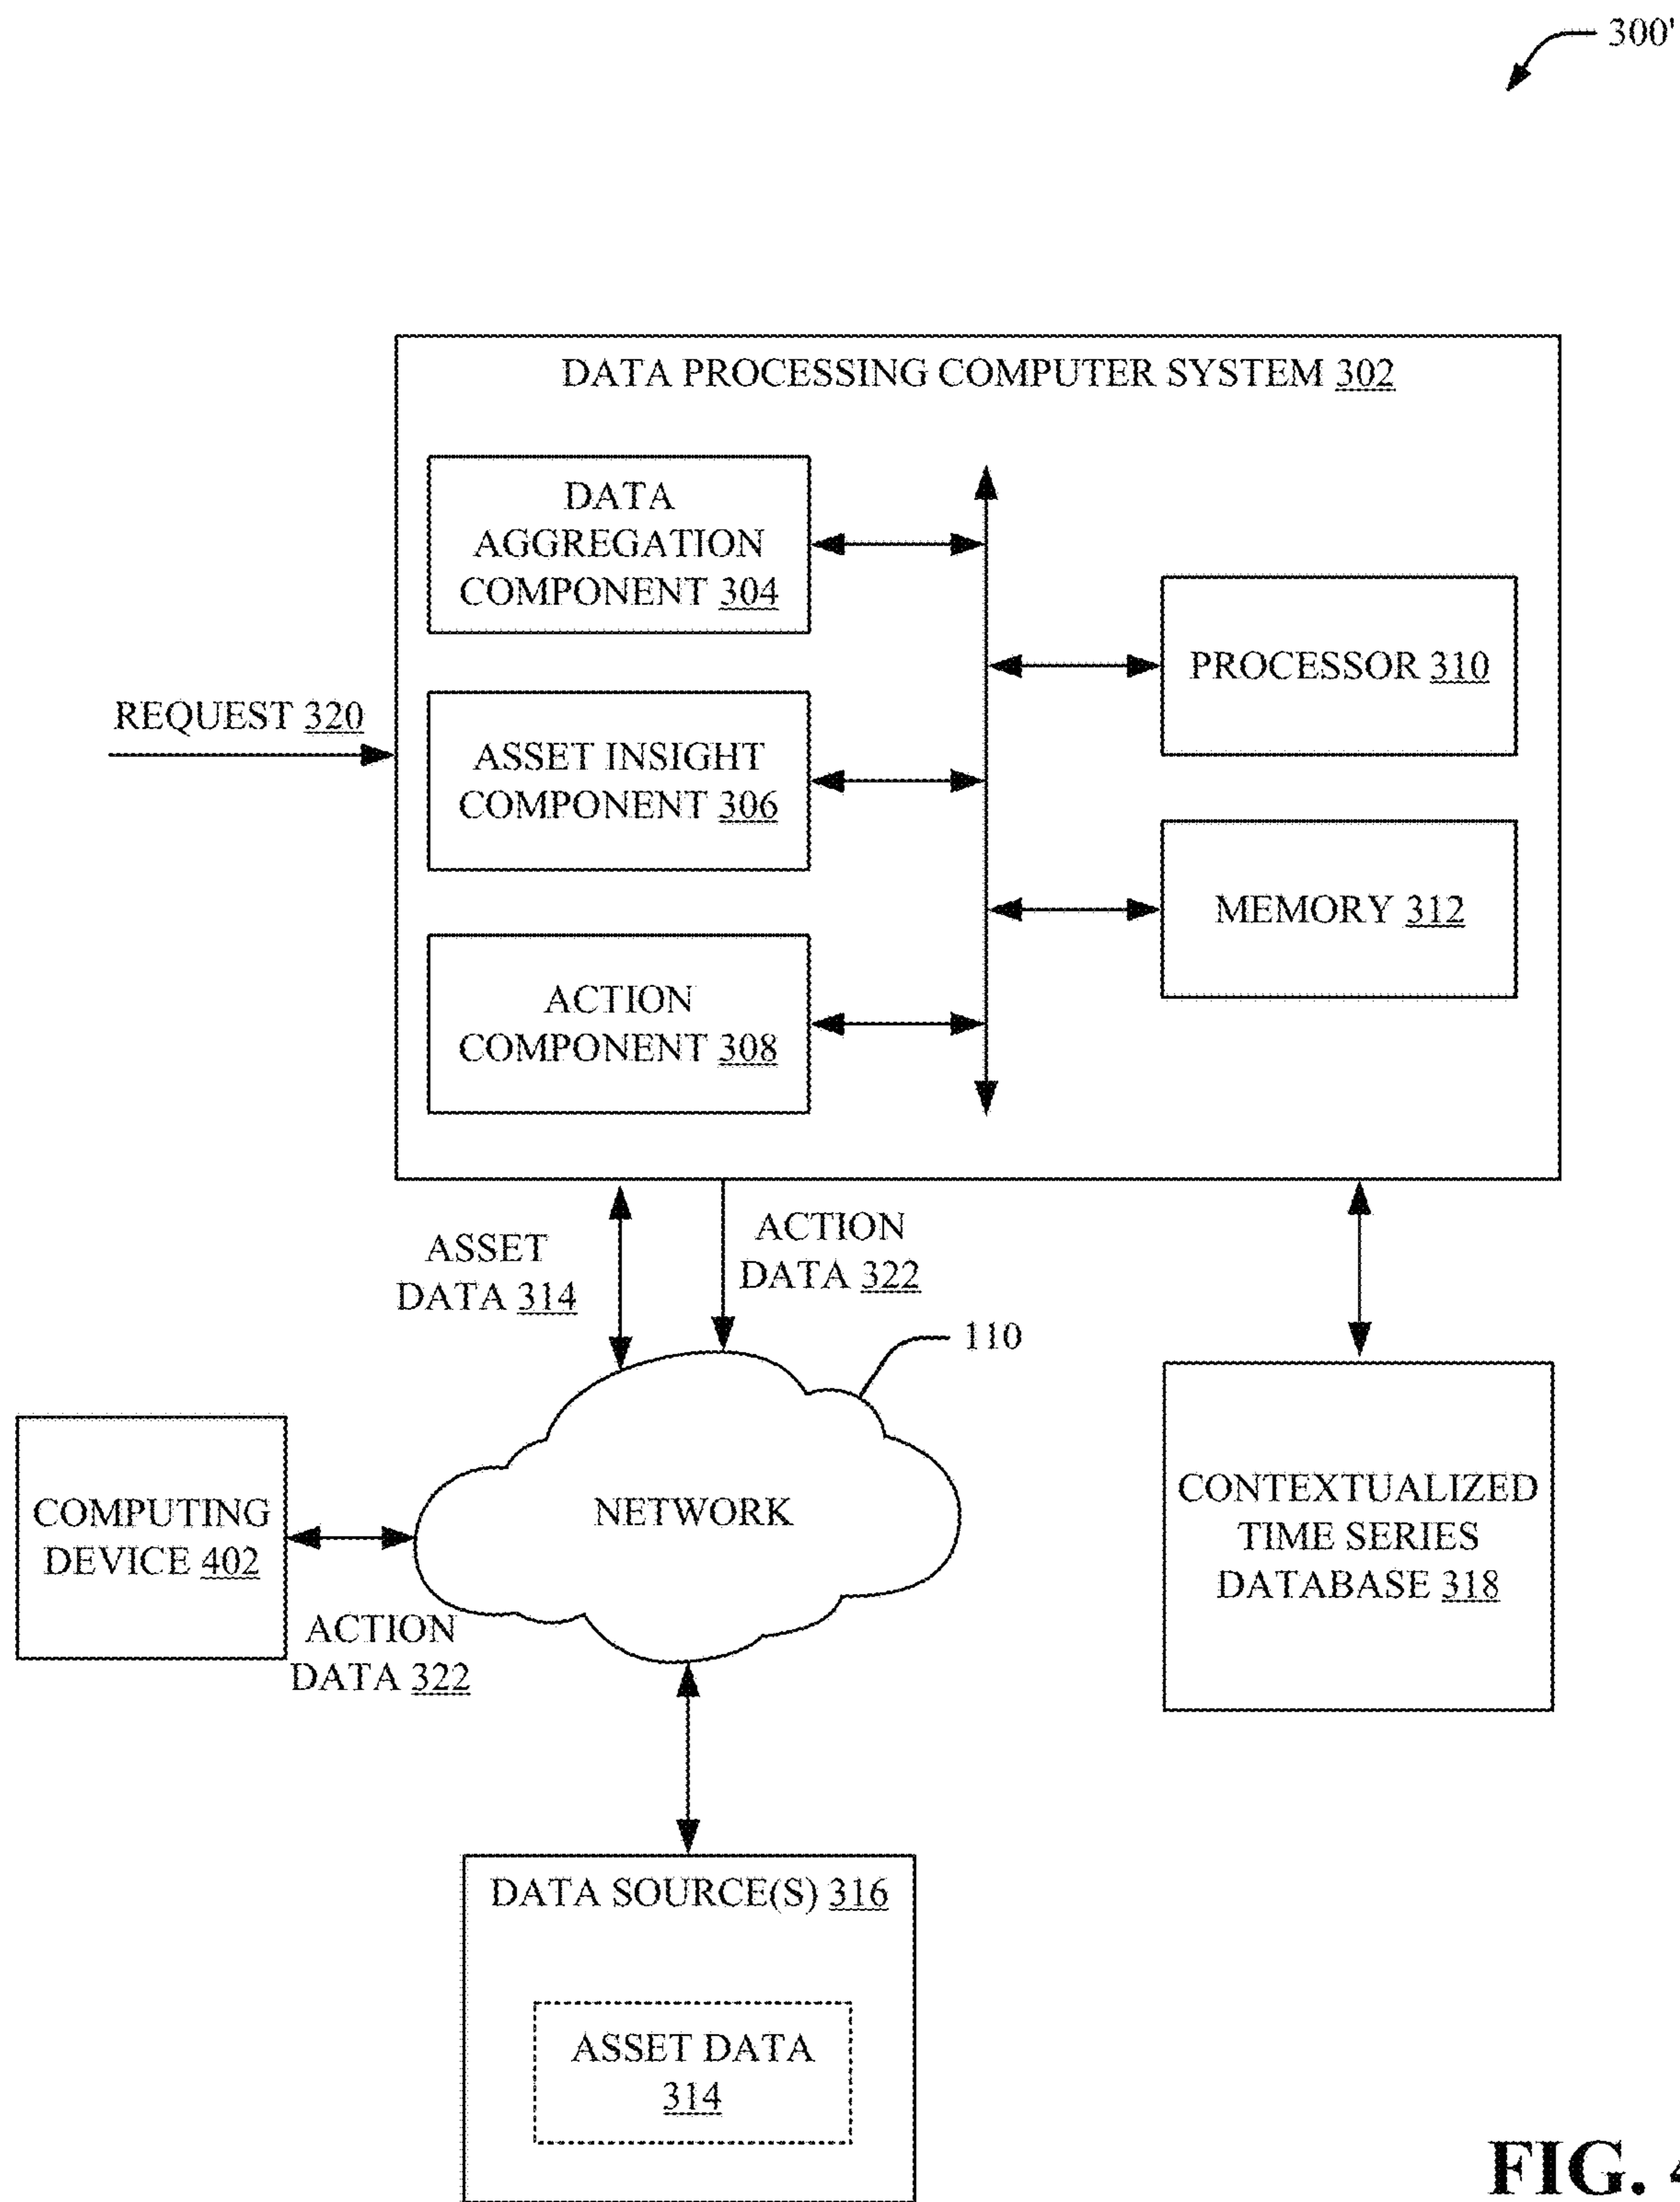 300'
DATA PROCESSING COMPUTER SYSTEM 302
DATA
AGGREGATION
COMPONENT 304
PROCESSOR 310
REQUEST 320
ASSET INSIGHT
COMPONENT 306
MEMORY 312
ACTION
COMPONENT 308
ASSET
DATA 314
ACTION
DATA 322
110
COMPUTING
DEVICE 402
NETWORK
CONTEXTUALIZED
TIME SERIES
DATABASE 318
ACTION
DATA 322
DATA SOURCE(S) 316
ASSET DATA
314
FIG. 4